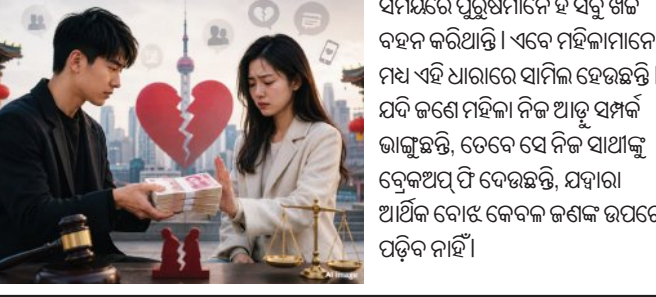 ସମୟରେ ପୁରୁଷମାନେ ହିଁ ସବୁ ଖର୍ଚ୍ଚ
ବହନ କରିଥାନ୍ତି । ଏବେ ମହିଳାମାନେ
ମଧ୍ୟ ଏହି ଧାରାରେ ସାମିଲ ହେଉଛନ୍ତି ।
ଯଦି ଜଣେ ମହିଳା ନିଜ ଆଡୁ ସମ୍ପର୍କ
ଭାଙ୍ଗୁଛନ୍ତି, ତେବେ ସେ ନିଜ ସାଥୀଙ୍କୁ
ବ୍ରେକଅପ୍ ଫି ଦେଉଛନ୍ତି, ଯଦ୍ୱାରା
ଆର୍ଥିକ ବୋଝ କେବଳ ଜଣଙ୍କ ଉପରେ
ପଡ଼ିବ ନାହିଁ ।
AI Image